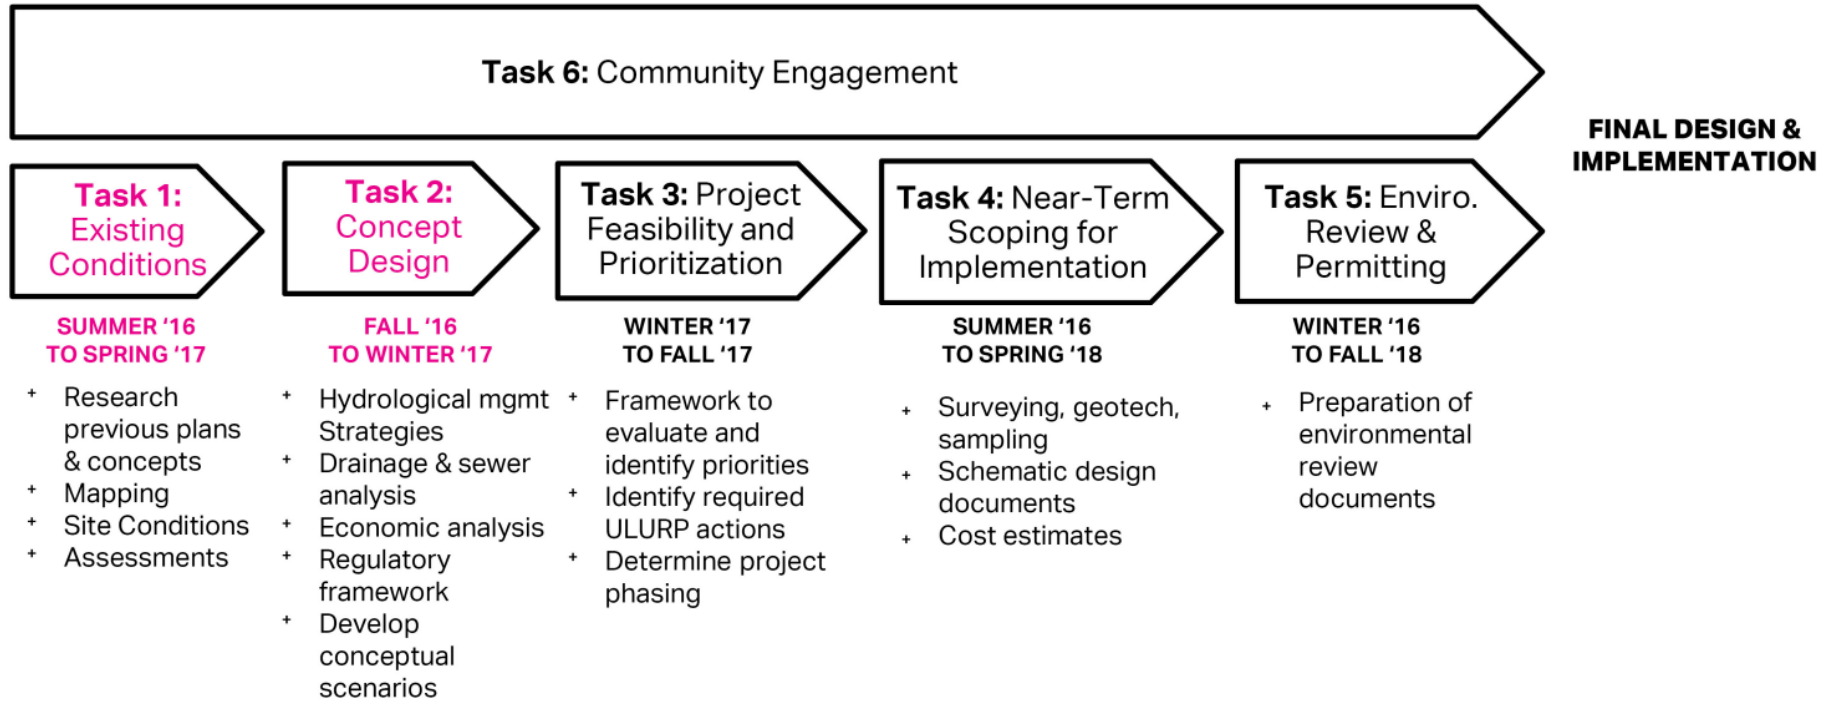 Task 6: Community Engagement
FINAL DESIGN &
IMPLEMENTATION
Task 1:
Existing
Conditions
SUMMER ‘16
TO SPRING ‘17
+ Research
previous plans
& concepts
+ Mapping
+ Site Conditions
+ Assessments
Task 2:
Concept
Design
FALL ‘16
TO WINTER ‘17
+ Hydrological mgmt
Strategies
+ Drainage & sewer
analysis
+ Economic analysis
+ Regulatory
framework
+ Develop
conceptual
scenarios
Task 3: Project
Feasibility and
Prioritization
WINTER ‘17
TO FALL ‘17
+ Framework to
evaluate and
identify priorities
+ Identify required
ULURP actions
+ Determine project
phasing
Task 4: Near-Term
Scoping for
Implementation
SUMMER ‘16
TO SPRING ‘18
+ Surveying, geotech,
sampling
+ Schematic design
documents
+ Cost estimates
Task 5: Enviro.
Review &
Permitting
WINTER ‘16
TO FALL ‘18
+ Preparation of
environmental
review
documents